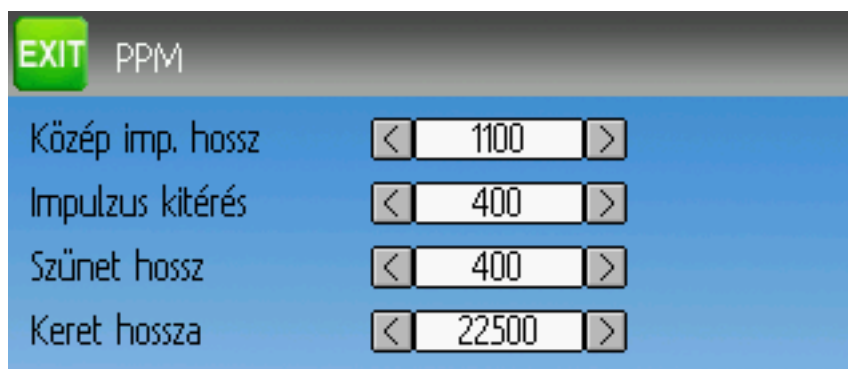 EXIT PPM
Közép imp. hossz < 1100 >
Impulzus kitérés < 400 >
Szünet hossz < 400 >
Keret hossza < 22500 >